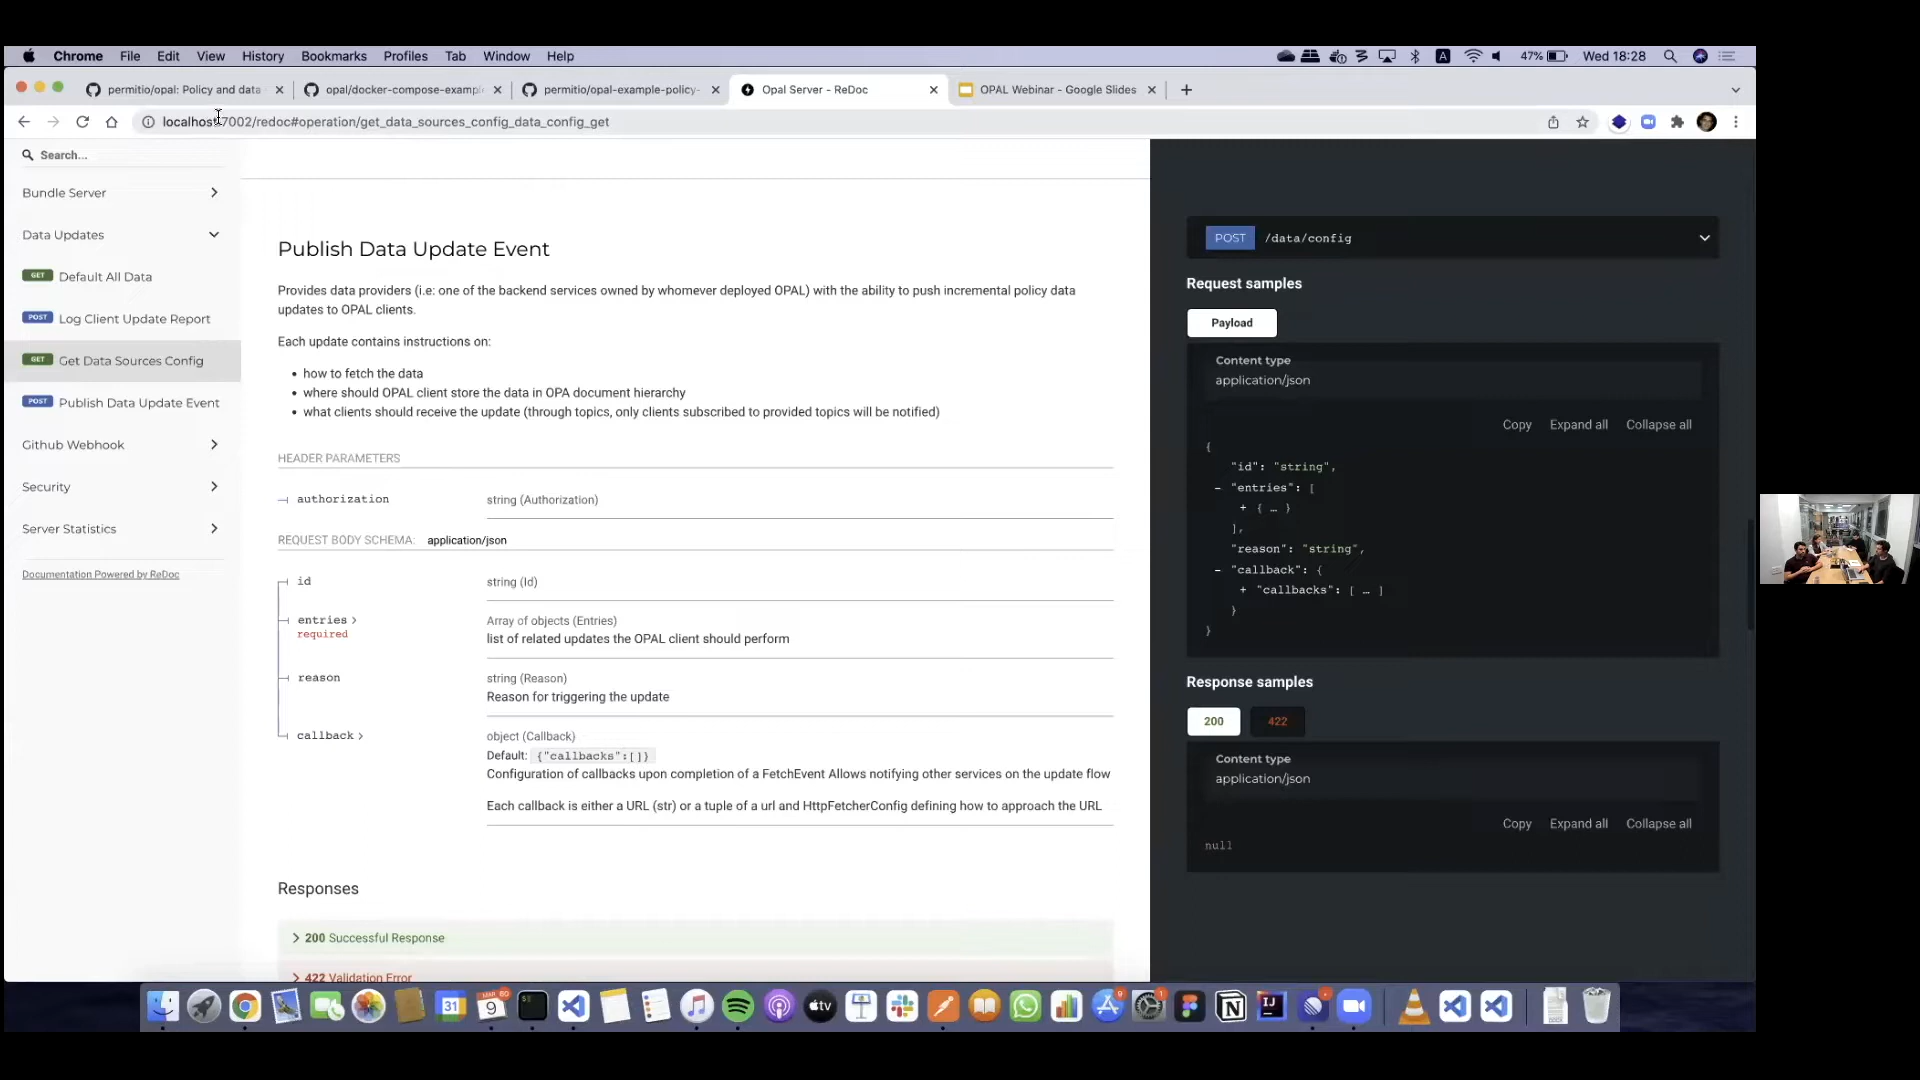 Chrome File Edit View History Bookmarks Profiles Tab Window Help
47% Wed 18:28
permitio/opal: Policy and data
opal/docker-compose-exampl
permitio/opal-example-policy-
Opal Server - ReDoc
OPAL Webinar - Google Slides
localhost:7002/redoc#operation/get_data_sources_config_data_config_get
Search...
Bundle Server
Data Updates
GET Default All Data
POST Log Client Update Report
GET Get Data Sources Config
POST Publish Data Update Event
Github Webhook
Security
Server Statistics
Documentation Powered by ReDoc
Publish Data Update Event
Provides data providers (i.e: one of the backend services owned by whomever deployed OPAL) with the ability to push incremental policy data
updates to OPAL clients.
Each update contains instructions on:
• how to fetch the data
• where should OPAL client store the data in OPA document hierarchy
• what clients should receive the update (through topics, only clients subscribed to provided topics will be notified)
HEADER PARAMETERS
authorization string (Authorization)
REQUEST BODY SCHEMA: application/json
id string (Id)
entries > Array of objects (Entries)
required list of related updates the OPAL client should perform
reason string (Reason)
Reason for triggering the update
callback > object (Callback)
Default: {"callbacks":[]}
Configuration of callbacks upon completion of a FetchEvent Allows notifying other services on the update flow
Each callback is either a URL (str) or a tuple of a url and HttpFetcherConfig defining how to approach the URL
Responses
> 200 Successful Response
> 422 Validation Error
POST /data/config
Request samples
Payload
Content type
application/json
Copy Expand all Collapse all
{
"id": "string",
- "entries": [
+ { … }
],
"reason": "string",
- "callback": {
+ "callbacks": [ … ]
}
}
Response samples
200 422
Content type
application/json
Copy Expand all Collapse all
null